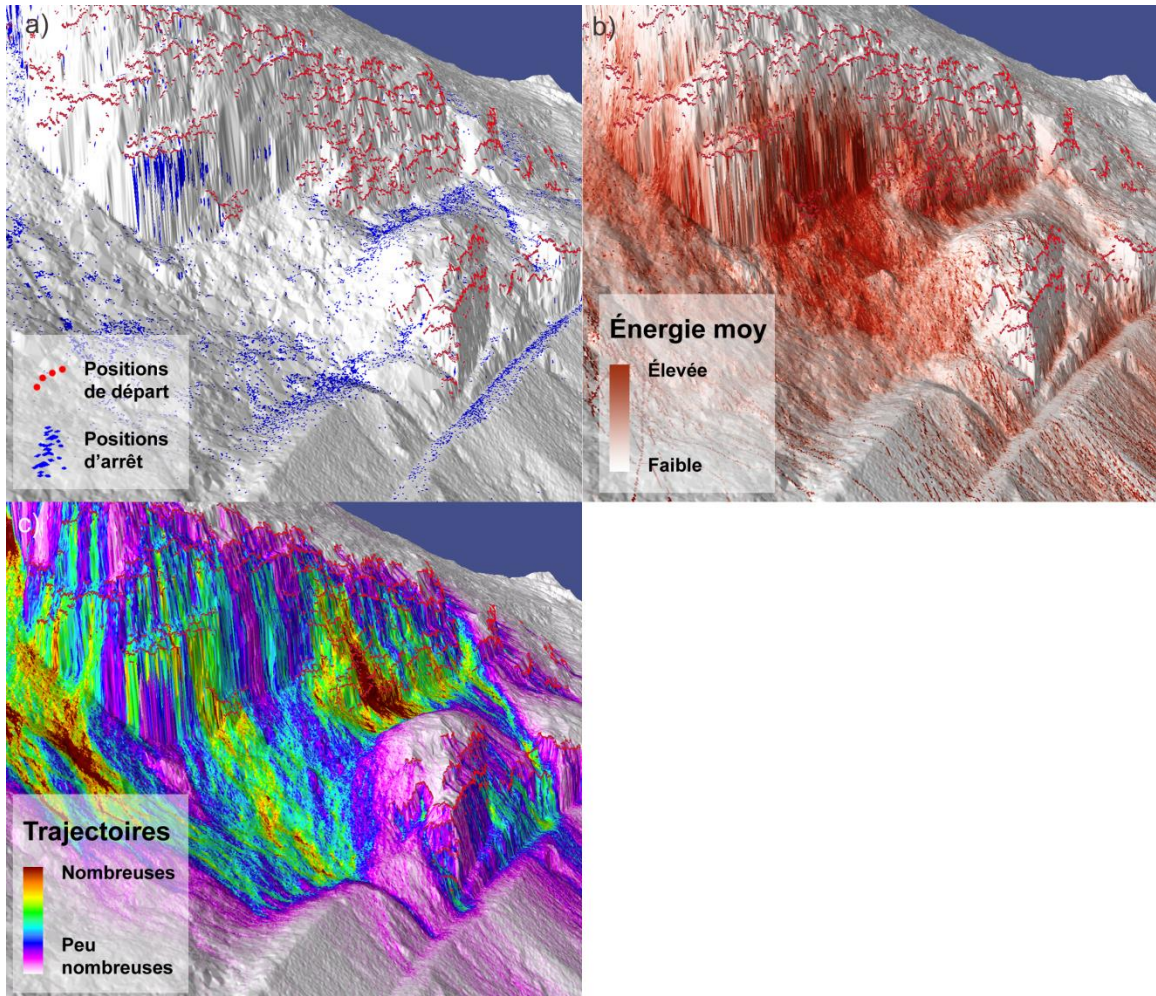 a)
Positions
de départ
Positions
d'arrêt
b)
Énergie moy
Élevée
Faible
c)
Trajectoires
Nombreuses
Peu
nombreuses